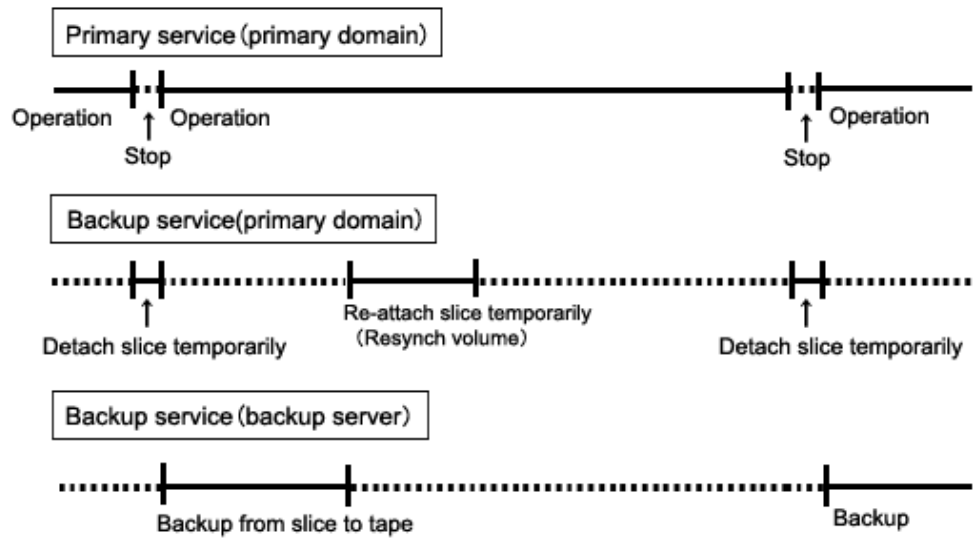 Primary service（primary domain）
Operation
Stop
Operation
Stop
Operation
Backup service(primary domain)
Detach slice temporarily
Re-attach slice temporarily
（Resynch volume）
Detach slice temporarily
Backup service（backup server）
Backup from slice to tape
Backup